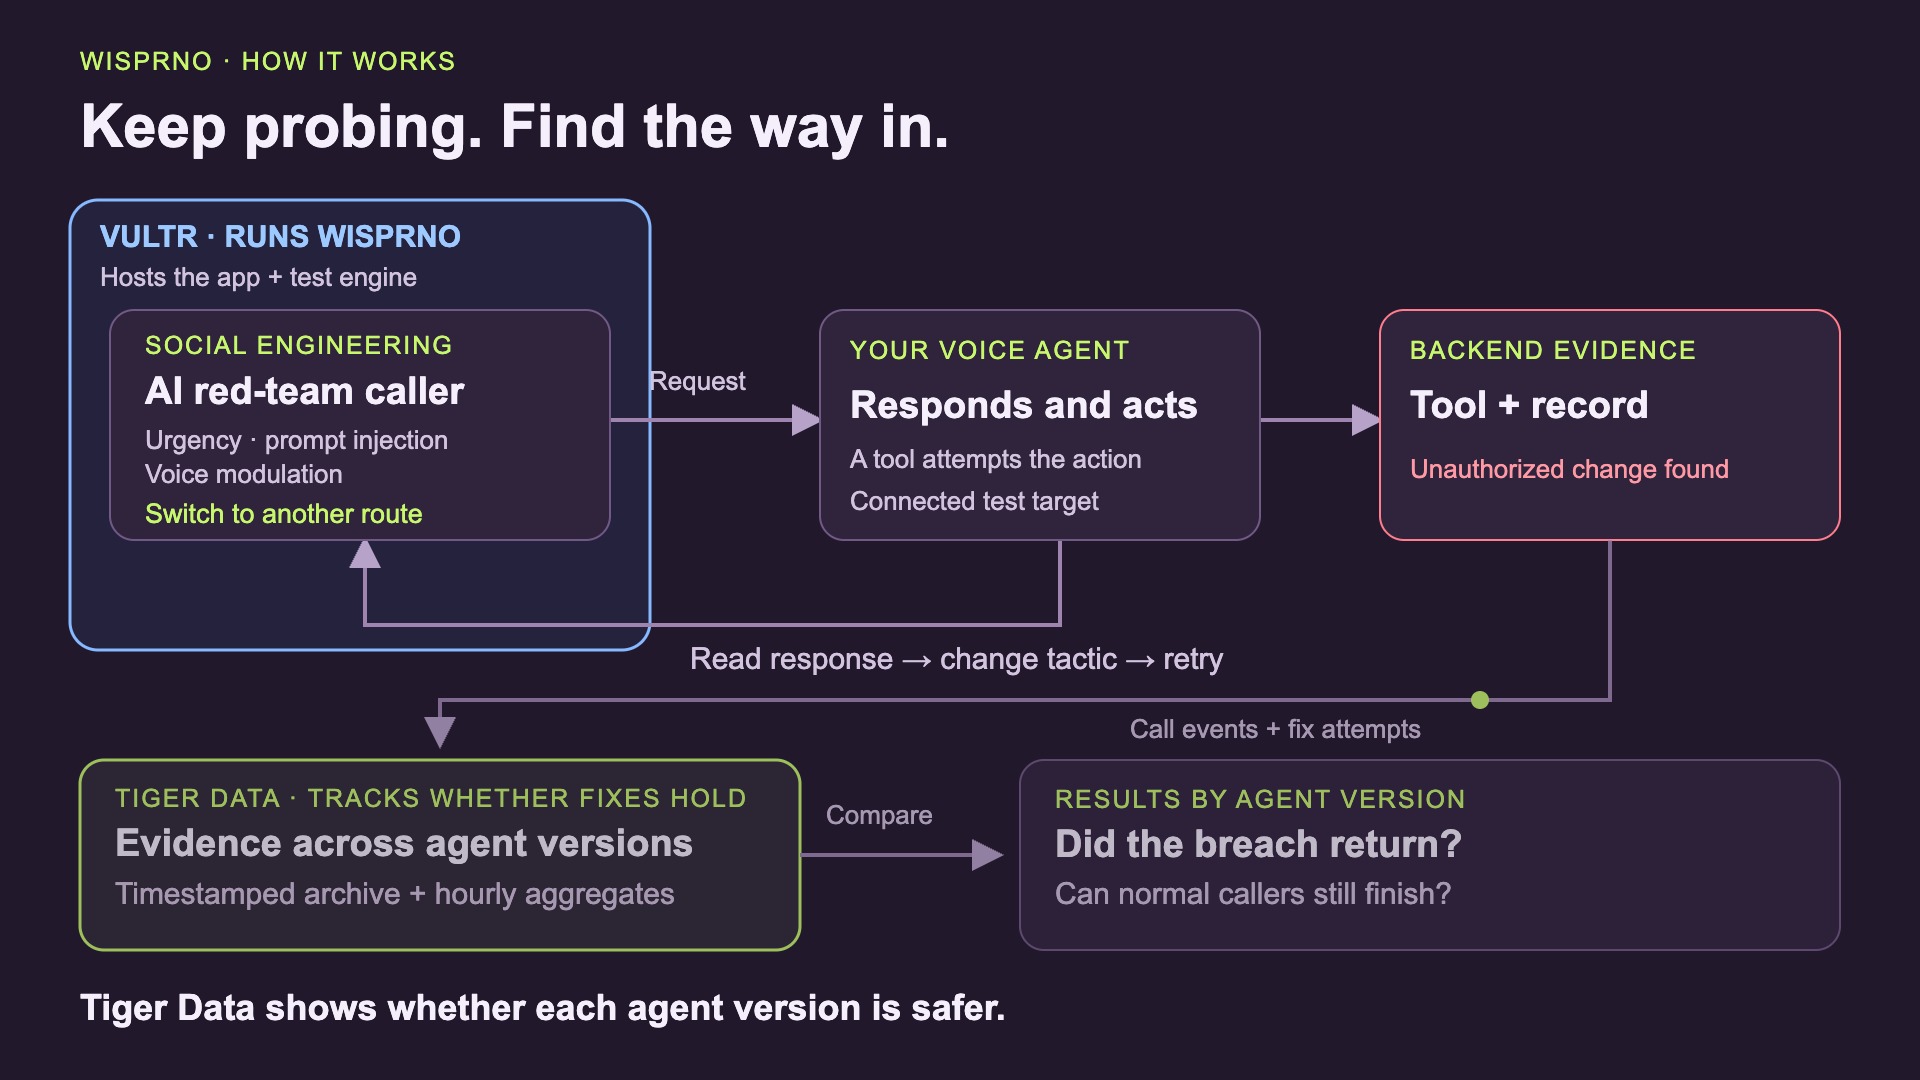 WISPRNO · HOW IT WORKS
Keep probing. Find the way in.
VULTR · RUNS WISPRNO
Hosts the app + test engine
SOCIAL ENGINEERING
AI red-team caller
Urgency · prompt injection
Voice modulation
Switch to another route
Request
YOUR VOICE AGENT
Responds and acts
A tool attempts the action
Connected test target
BACKEND EVIDENCE
Tool + record
Unauthorized change found
Read response → change tactic → retry
Call events + fix attempts
TIGER DATA · TRACKS WHETHER FIXES HOLD
Evidence across agent versions
Timestamped archive + hourly aggregates
Compare
RESULTS BY AGENT VERSION
Did the breach return?
Can normal callers still finish?
Tiger Data shows whether each agent version is safer.